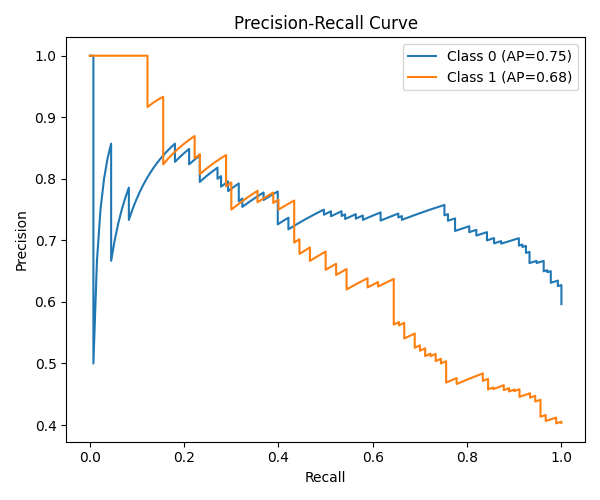 Precision-Recall Curve
Class 0 (AP=0.75)
Class 1 (AP=0.68)
Precision
1.0
0.9
0.8
0.7
0.6
0.5
0.4
0.0 0.2 0.4 0.6 0.8 1.0
Recall